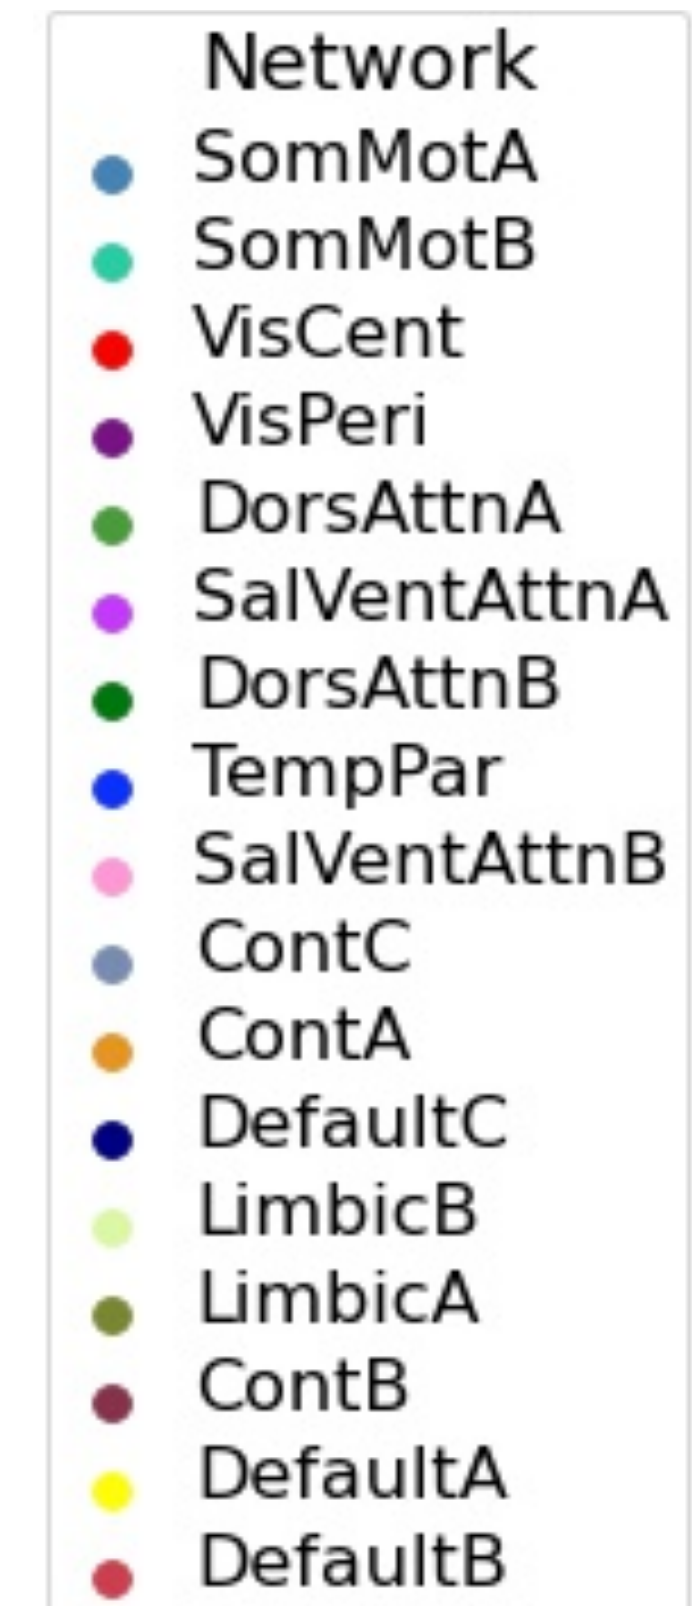 Network
SomMotA
SomMotB
VisCent
VisPeri
DorsAttnA
SalVentAttnA
DorsAttnB
TempPar
SalVentAttnB
ContC
ContA
DefaultC
LimbicB
LimbicA
ContB
DefaultA
DefaultB